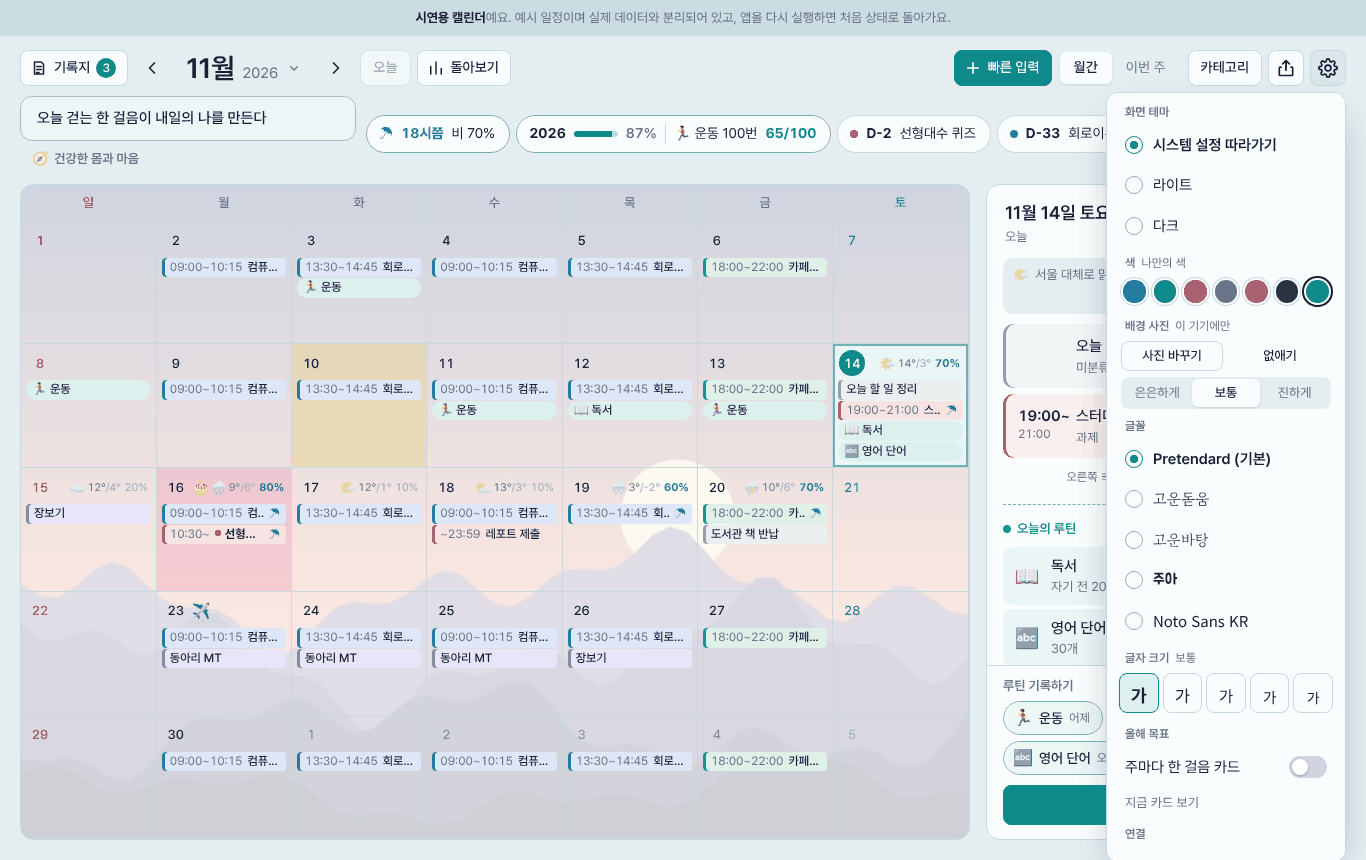 시연용 캘린더예요. 예시 일정이며 실제 데이터와 분리되어 있고, 앱을 다시 실행하면 처음 상태로 돌아가요.
기록지 3
11월 2026
오늘
돌아보기
빠른 입력
월간
이번 주
카테고리
오늘 걷는 한 걸음이 내일의 나를 만든다
건강한 몸과 마음
18시쯤 비 70%
2026 87% 운동 100번 65/100
D-2 선형대수 퀴즈
D-33
일 월 화 수 목 금 토
1 2 3 4 5 6 7
09:00~10:15 컴퓨...
13:30~14:45 회로...
09:00~10:15 컴퓨...
13:30~14:45 회로...
18:00~22:00 카페...
운동
8 9 10 11 12 13 14 14°/3° 70%
운동
09:00~10:15 컴퓨...
13:30~14:45 회로...
09:00~10:15 컴퓨...
13:30~14:45 회로...
18:00~22:00 카페...
오늘 할 일 정리
운동
독서
운동
19:00~21:00 스..
독서
영어 단어
15 12°/4° 20%
16 9°/6° 80%
17 12°/1° 10%
18 13°/3° 10%
19 3°/-2° 60%
20 10°/6° 70%
21
장보기
09:00~10:15 컴..
13:30~14:45 회로...
09:00~10:15 컴퓨...
13:30~14:45 회..
18:00~22:00 카..
10:30~ 선형...
~23:59 레포트 제출
도서관 책 반납
22 23 24 25 26 27 28
09:00~10:15 컴퓨...
13:30~14:45 회로...
09:00~10:15 컴퓨...
13:30~14:45 회로...
18:00~22:00 카페...
동아리 MT
동아리 MT
동아리 MT
장보기
29 30 1 2 3 4 5
09:00~10:15 컴퓨...
13:30~14:45 회로...
09:00~10:15 컴퓨...
13:30~14:45 회로...
18:00~22:00 카페...
11월 14일 토요
오늘
서울 대체로
오늘
미분류
19:00~ 스터디
21:00 과제
오른쪽
오늘의 루틴
독서
자기 전 20
abc 영어 단어
30개
루틴 기록하기
운동 어제
abc 영어 단어
화면 테마
시스템 설정 따라가기
라이트
다크
색 나만의 색
배경 사진 이 기기에만
사진 바꾸기
없애기
은은하게 보통 진하게
글꼴
Pretendard (기본)
고운돋움
고운바탕
주아
Noto Sans KR
글자 크기 보통
가 가 가 가 가
올해 목표
주마다 한 걸음 카드
지금 카드 보기
연결